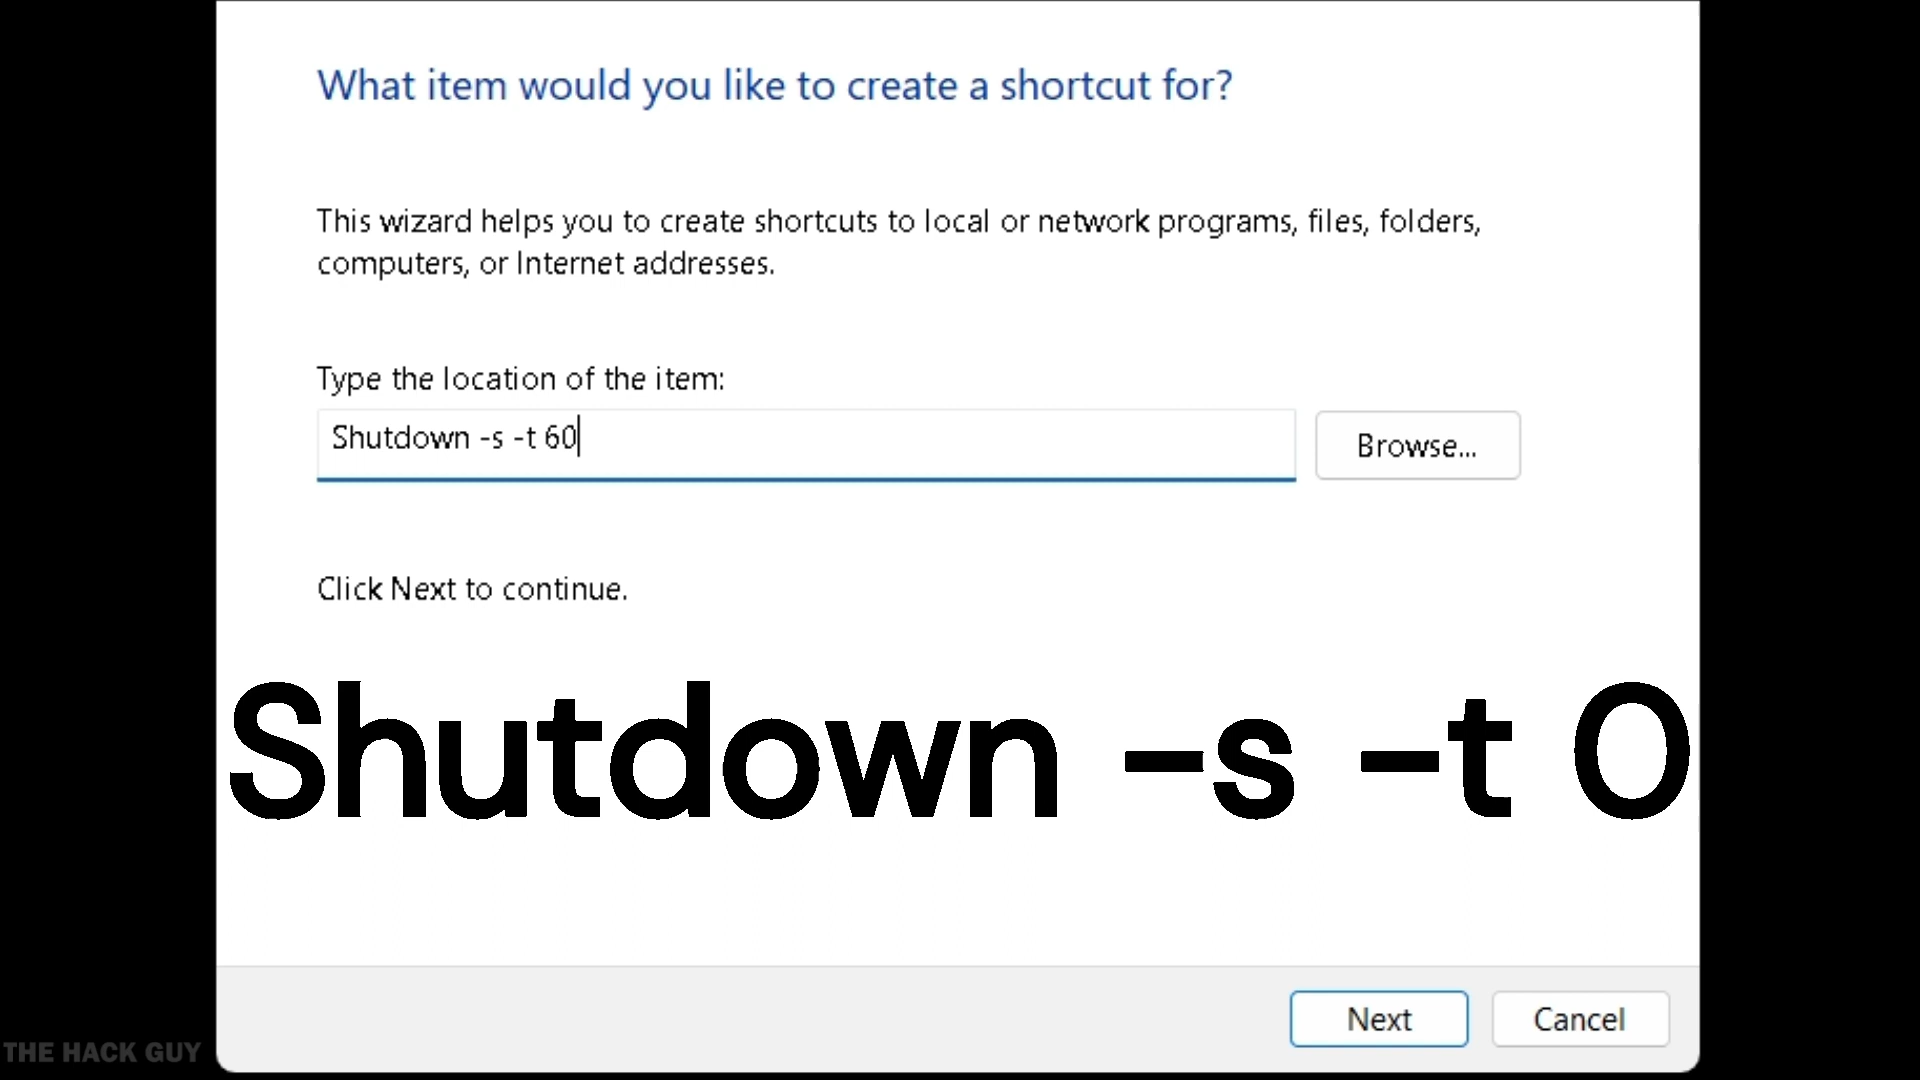 What item would you like to create a shortcut for?
This wizard helps you to create shortcuts to local or network programs, files, folders,
computers, or Internet addresses.
Type the location of the item:
Shutdown -s -t 60
Browse...
Click Next to continue.
Shutdown -s -t 0
Next
Cancel
THE HACK GUY